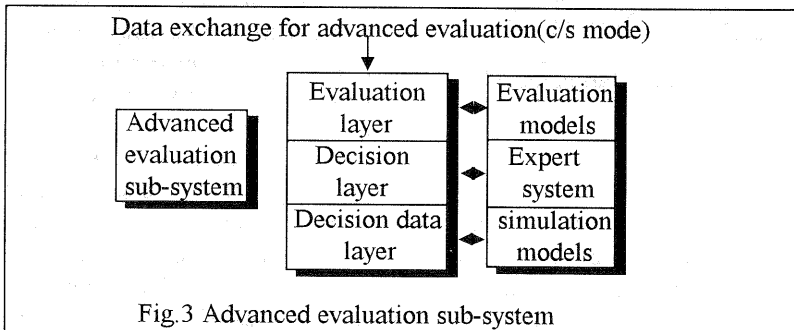 Data exchange for advanced evaluation(c/s mode)
Advanced
evaluation
sub-system
Evaluation
layer
Decision
layer
Decision data
layer
Evaluation
models
Expert
system
simulation
models
Fig.3 Advanced evaluation sub-system